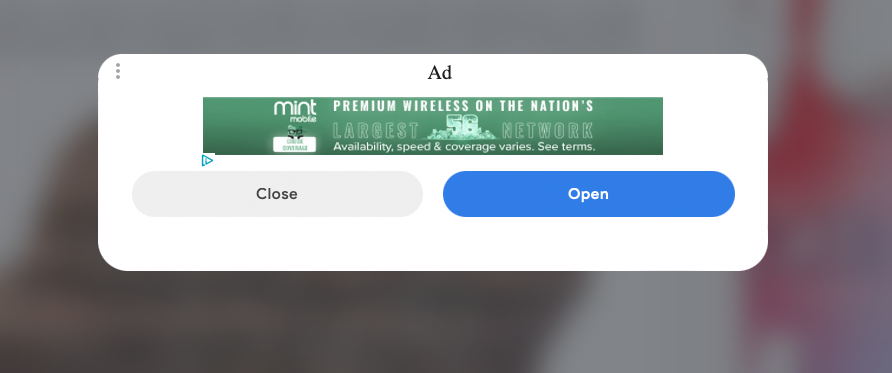 Ad
mint
mobile
PREMIUM WIRELESS ON THE NATION'S
LARGEST 5G NETWORK
Availability, speed & coverage varies. See terms.
Close
Open